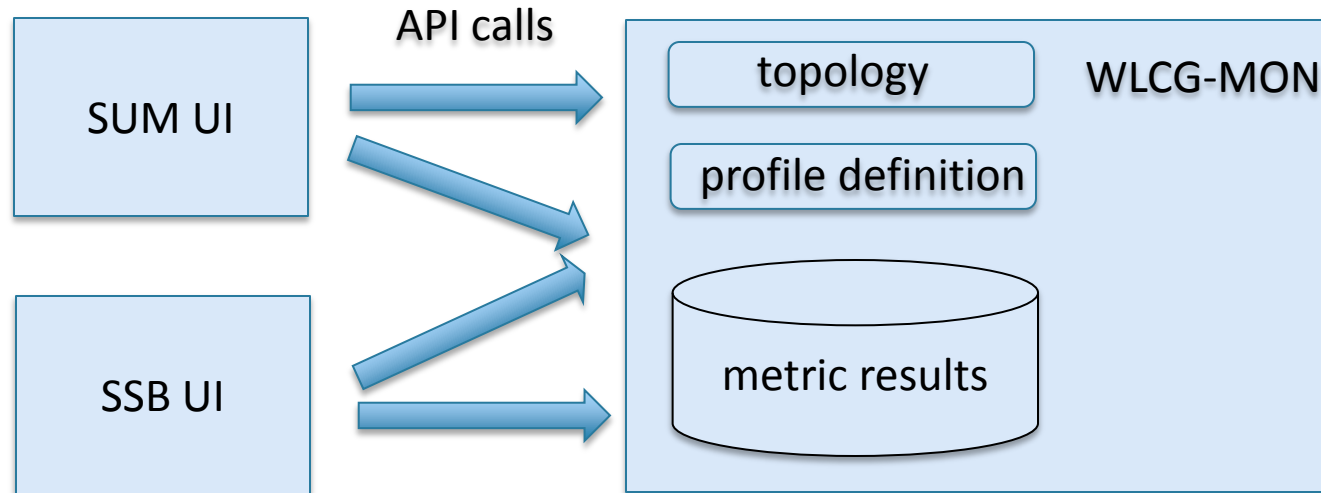 API calls
SUM UI
topology
WLCG-MON
profile definition
SSB UI
metric results